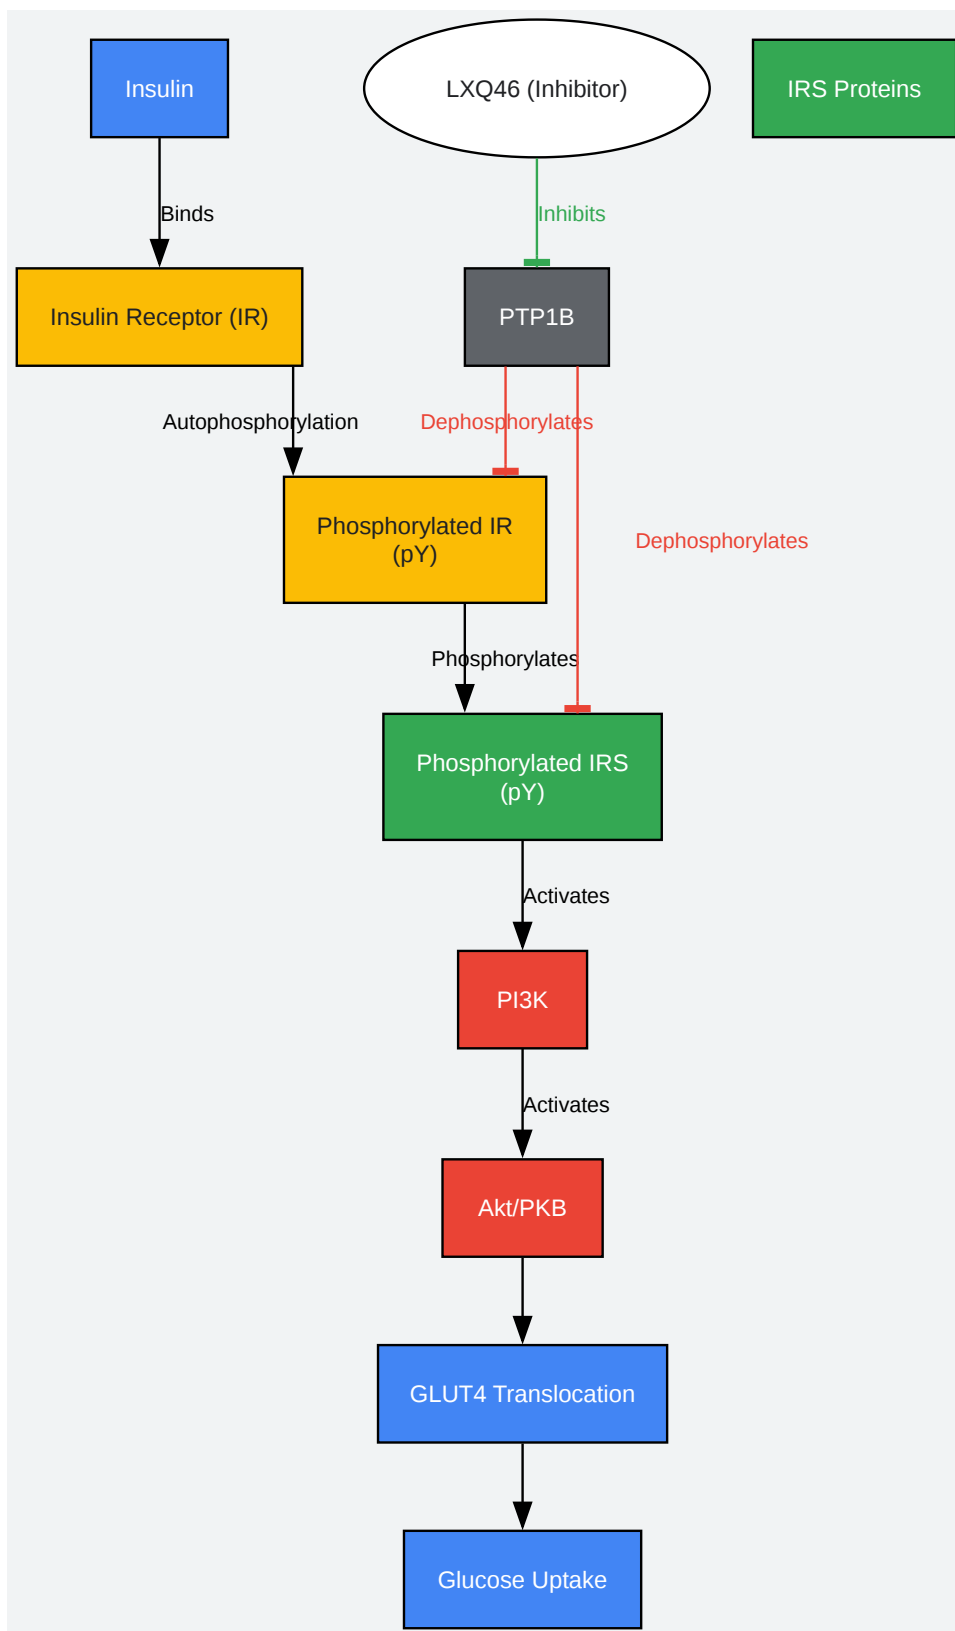 Insulin
LXQ46 (Inhibitor)
IRS Proteins
Binds
Inhibits
Insulin Receptor (IR)
PTP1B
Autophosphorylation
Dephosphorylates
Phosphorylated IR
(pY)
Dephosphorylates
Phosphorylates
Phosphorylated IRS
(pY)
Activates
PI3K
Activates
Akt/PKB
GLUT4 Translocation
Glucose Uptake